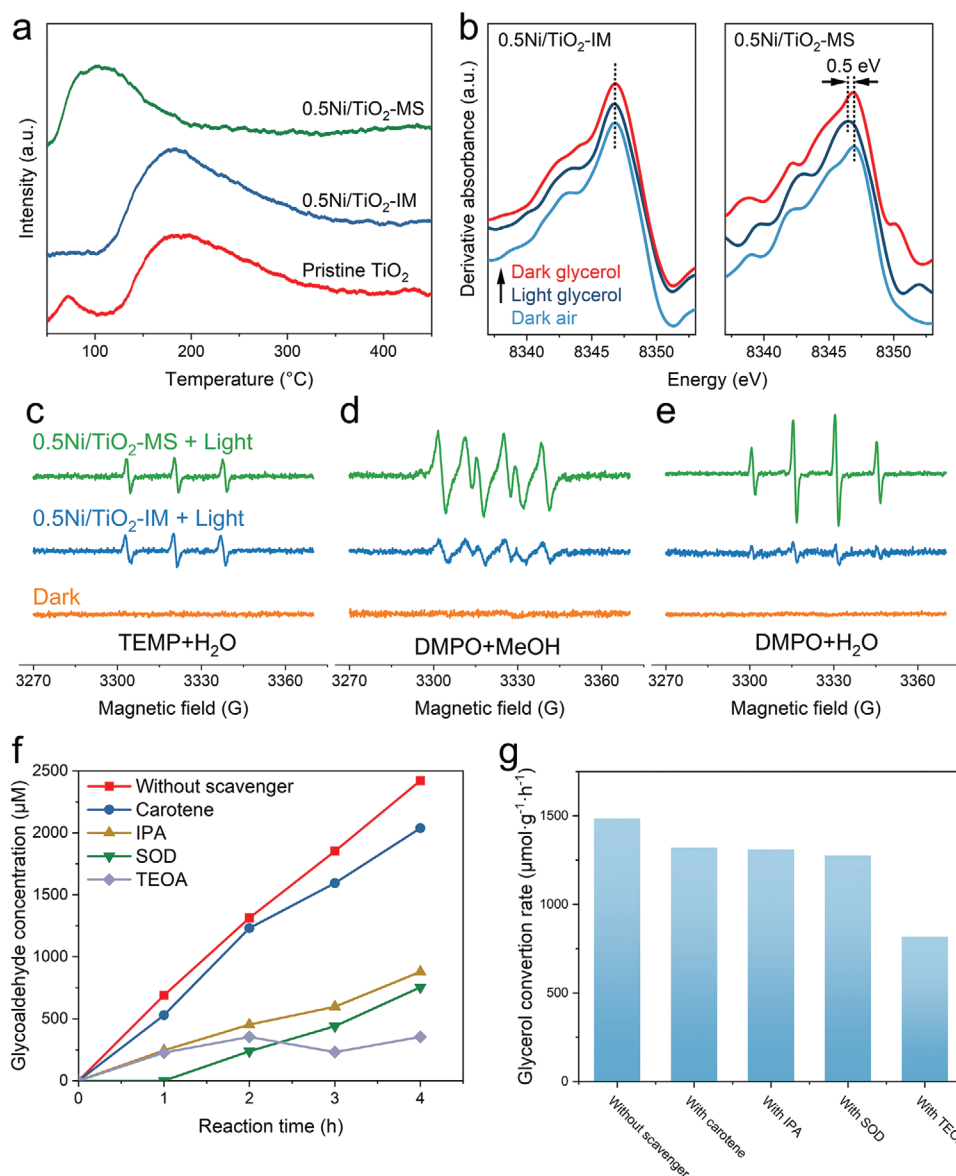 a
0.5Ni/TiO₂-MS
0.5Ni/TiO₂-IM
Pristine TiO₂
Intensity (a.u.)
100 200 300 400
Temperature (°C)
b
0.5Ni/TiO₂-IM
0.5Ni/TiO₂-MS
0.5 eV
Derivative absorbance (a.u.)
Dark glycerol
Light glycerol
Dark air
8340 8345 8350
8340 8345 8350
Energy (eV)
c
0.5Ni/TiO₂-MS + Light
0.5Ni/TiO₂-IM + Light
Dark
TEMP+H₂O
3270 3300 3330 3360
Magnetic field (G)
d
DMPO+MeOH
3270 3300 3330 3360
Magnetic field (G)
e
DMPO+H₂O
3270 3300 3330 3360
Magnetic field (G)
f
Glycoaldehyde concentration (μM)
2500
2000
1500
1000
500
0
Without scavenger
Carotene
IPA
SOD
TEOA
0 1 2 3 4
Reaction time (h)
g
Glycerol convertion rate (μmol·g⁻¹·h⁻¹)
1500
1000
500
0
With­out scavenger
With carotene
With IPA
With SOD
With TEO